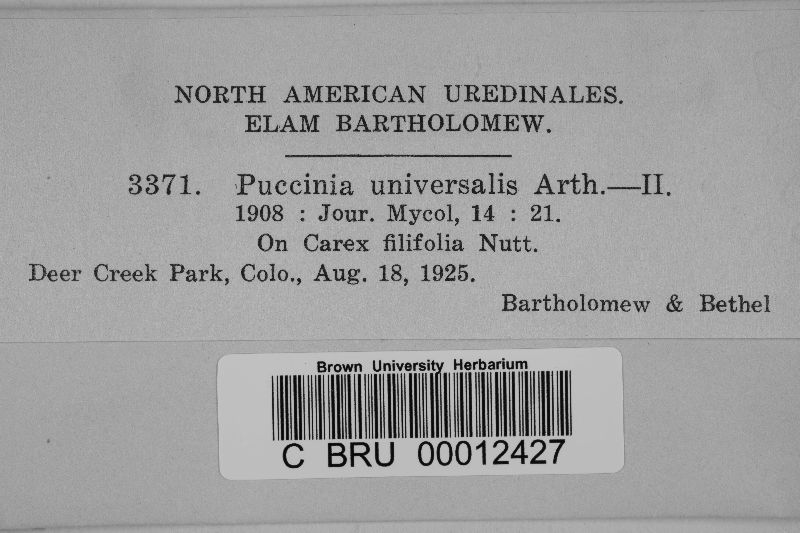 NORTH AMERICAN UREDINALES.
ELAM BARTHOLOMEW.
3371. Puccinia universalis Arth.—II.
1908 : Jour. Mycol, 14 : 21.
On Carex filifolia Nutt.
Deer Creek Park, Colo., Aug. 18, 1925.
Bartholomew & Bethel
Brown University Herbarium
C BRU 00012427